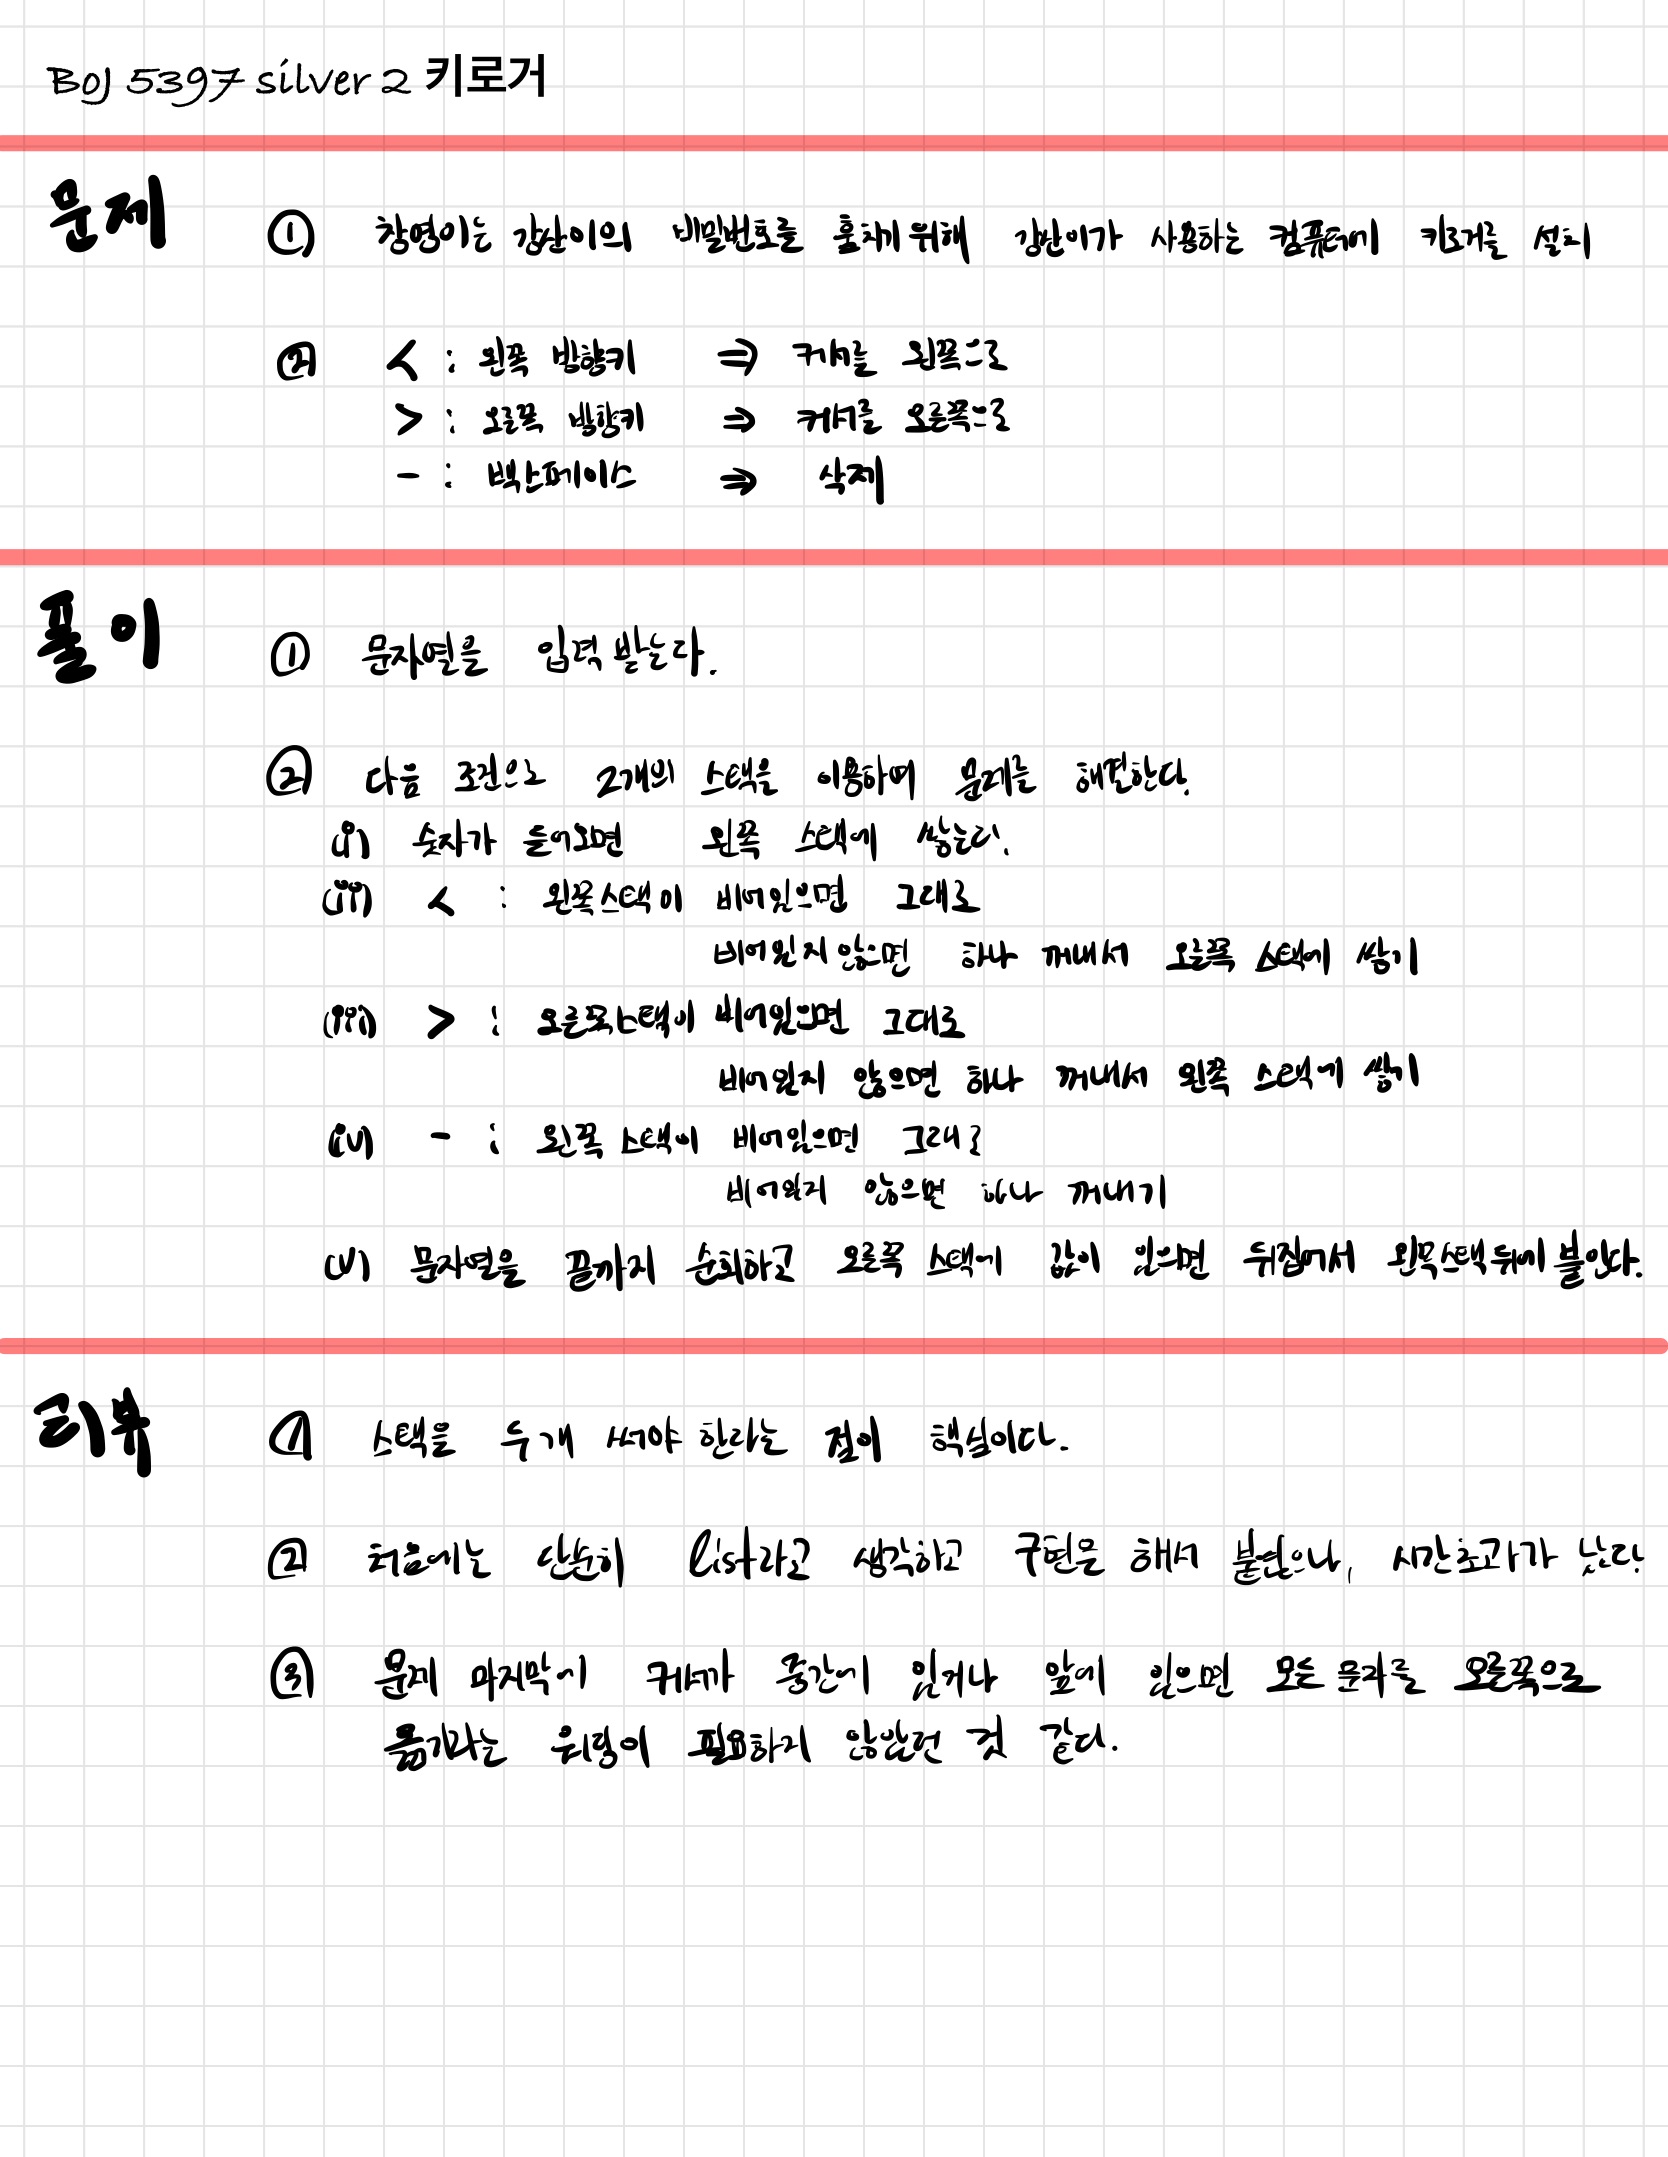 BOJ 5397 silver 2 키로거
문제
① 창영이는 강산이의 비밀번호를 훔치기 위해 강산이가 사용하는 컴퓨터에 키로거를 설치
② < : 왼쪽 방향키 ⇒ 커서를 왼쪽으로
> : 오른쪽 방향키 ⇒ 커서를 오른쪽으로
- : 백스페이스 ⇒ 삭제
풀이
① 문자열을 입력 받는다.
② 다음 조건으로 2개의 스택을 이용하여 문제를 해결한다.
(i) 숫자가 들어오면 왼쪽 스택에 쌓는다.
(ii) < : 왼쪽스택이 비어있으면 그대로
비어있지 않으면 하나 꺼내서 오른쪽 스택에 쌓기
(iii) > : 오른쪽스택이 비어있으면 그대로
비어있지 않으면 하나 꺼내서 왼쪽 스택에 쌓기
(iv) - : 왼쪽 스택이 비어있으면 그대로
비어있지 않으면 하나 꺼내기
(v) 문자열을 끝까지 순회하고 오른쪽 스택에 값이 있으면 뒤집어서 왼쪽스택 뒤에 붙인다.
리뷰
① 스택을 두개 써야 한다는 점이 핵심이다.
② 처음에는 단순히 list라고 생각하고 구현을 해서 풀었으나, 시간초과가 났다.
③ 문제 마지막에 커서가 중간에 있거나 앞에 있으면 모든 문자를 오른쪽으로
옮기라는 워딩이 필요하지 않았던 것 같다.